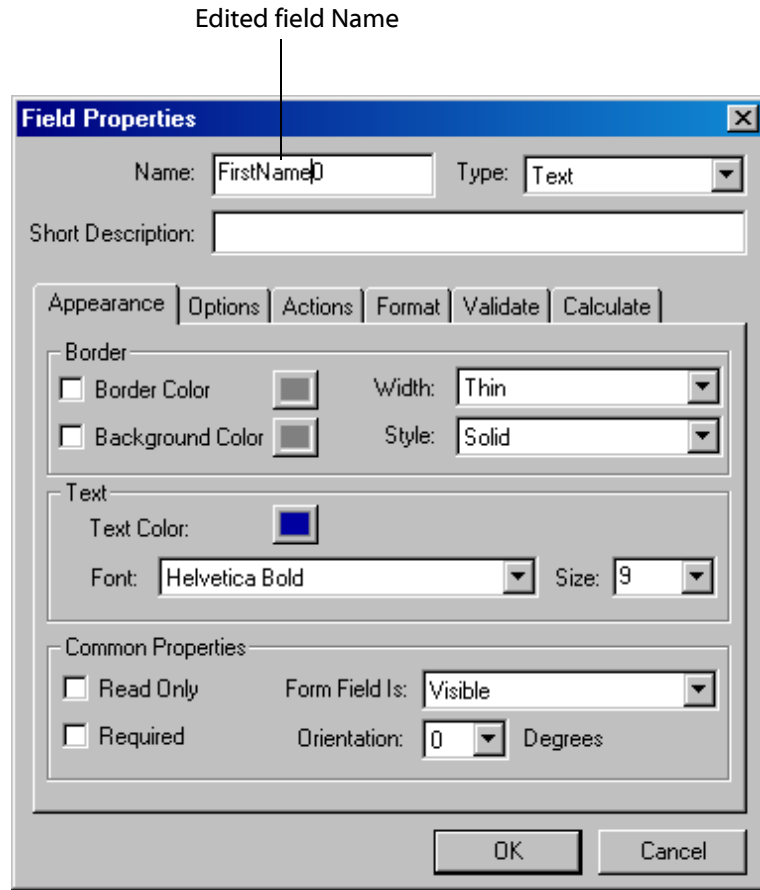 Edited field Name
Field Properties
Name: FirstName0 Type: Text
Short Description:
Appearance Options Actions Format Validate Calculate
Border
Border Color Width: Thin
Background Color Style: Solid
Text
Text Color:
Font: Helvetica Bold Size: 9
Common Properties
Read Only Form Field Is: Visible
Required Orientation: 0 Degrees
OK Cancel